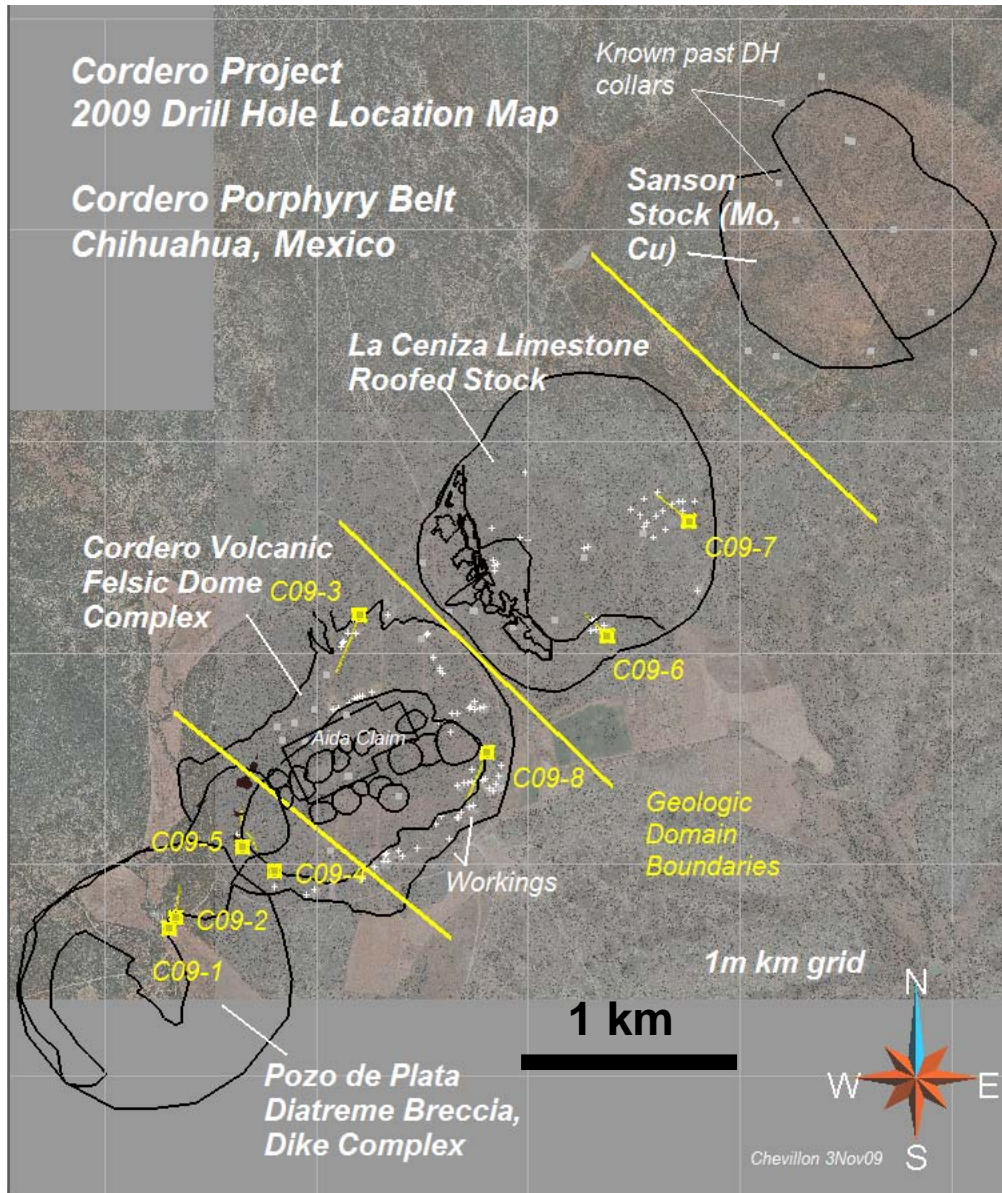 Cordero Project
2009 Drill Hole Location Map
Cordero Porphyry Belt
Chihuahua, Mexico
Known past DH
collars
Sanson
Stock (Mo,
Cu)
La Ceniza Limestone
Roofed Stock
C09-7
Cordero Volcanic
Felsic Dome
Complex
C09-3
C09-6
Aida Claim
C09-8
Geologic
Domain
Boundaries
C09-5
C09-4
Workings
C09-2
C09-1
1m km grid
1 km
N
W
E
S
Pozo de Plata
Diatreme Breccia,
Dike Complex
Chevillon 3Nov09